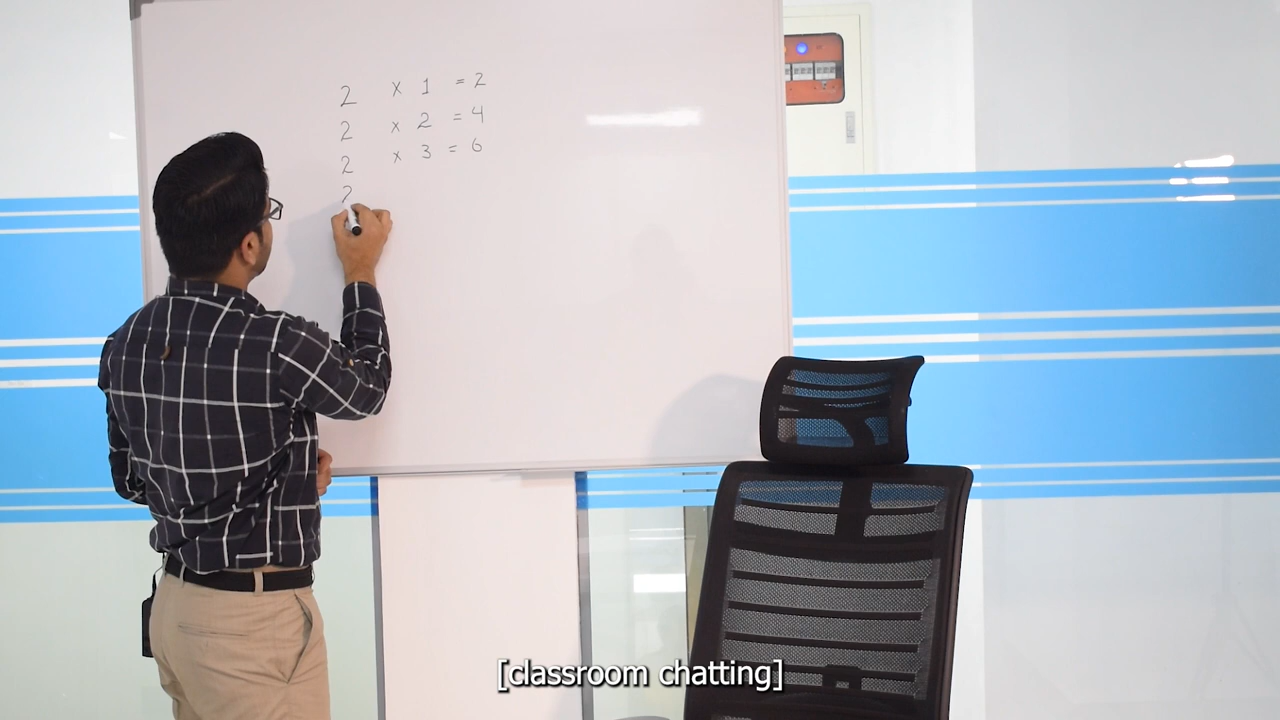 2 x 1 = 2
2 x 2 = 4
2 x 3 = 6
2
[classroom chatting]